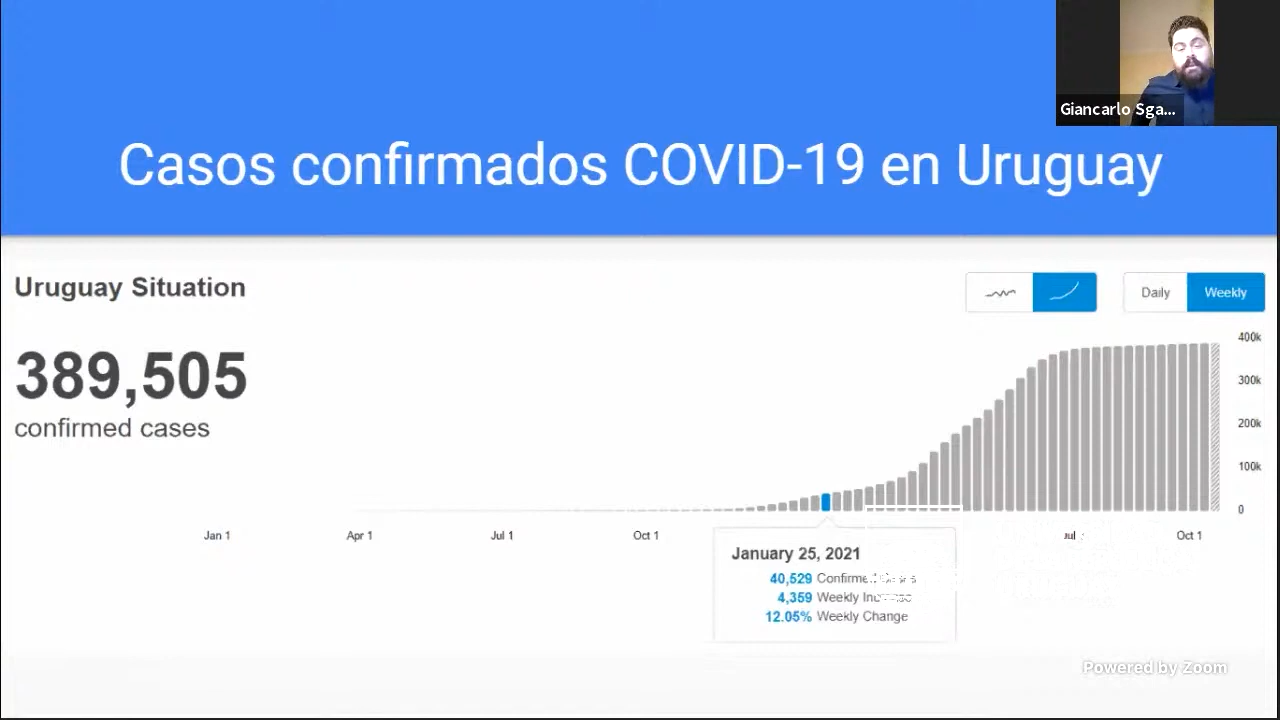 Giancarlo Sga...
Casos confirmados COVID-19 en Uruguay
Uruguay Situation
Daily
Weekly
389,505
confirmed cases
400k
300k
200k
100k
0
Jan 1
Apr 1
Jul 1
Oct 1
Jul
Oct 1
January 25, 2021
40,529
4,359 Weekly
12.05% Weekly Change
Powered by Zoom